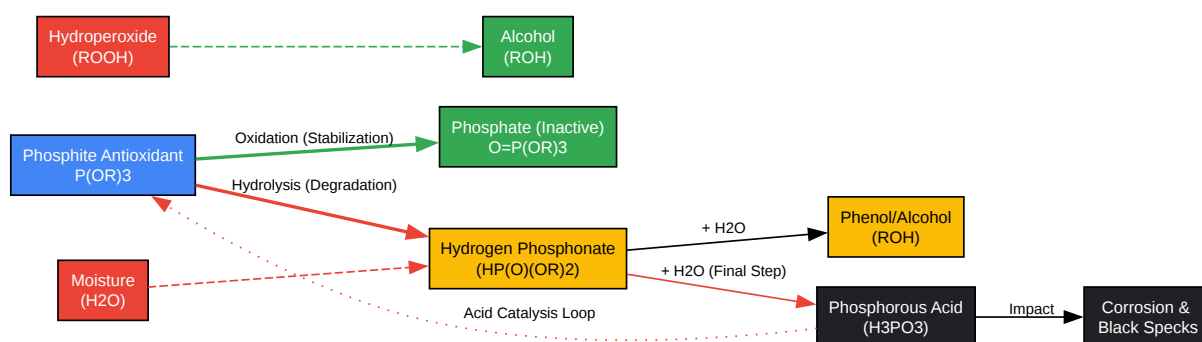 Hydroperoxide
(ROOH)
Alcohol
(ROH)
Oxidation (Stabilization)
Phosphate (Inactive)
O=P(OR)3
Phosphite Antioxidant
P(OR)3
Hydrolysis (Degradation)
Phenol/Alcohol
(ROH)
+ H2O
Hydrogen Phosphonate
(HP(O)(OR)2)
+ H2O (Final Step)
Moisture
(H2O)
Acid Catalysis Loop
Phosphorous Acid
(H3PO3)
Impact
Corrosion &
Black Specks